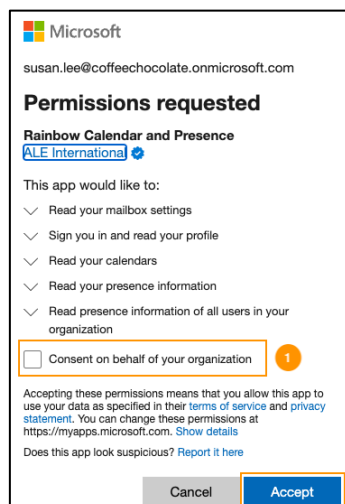 Microsoft
susan.lee@coffeechocolate.onmicrosoft.com
Permissions requested
Rainbow Calendar and Presence
ALE International
This app would like to:
Read your mailbox settings
Sign you in and read your profile
Read your calendars
Read your presence information
Read presence information of all users in your
organization
Consent on behalf of your organization
1
Accepting these permissions means that you allow this app to
use your data as specified in their terms of service and privacy
statement. You can change these permissions at
https://myapps.microsoft.com. Show details
Does this app look suspicious? Report it here
Cancel
Accept